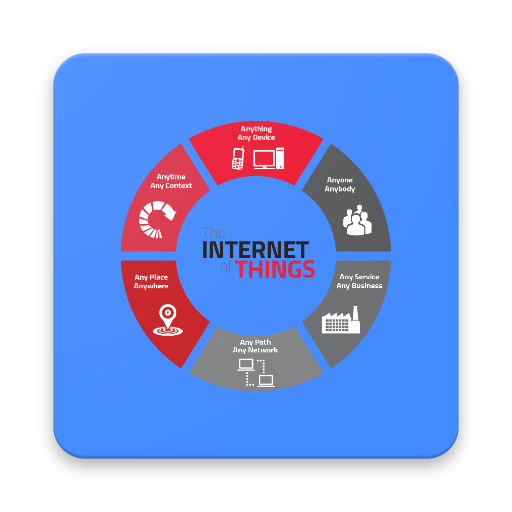 Anything
Any Device
Anyone
Anybody
Any Service
Any Business
Any Path
Any Network
Any Place
Anywhere
Anytime
Any Context
The
INTERNET
of THINGS